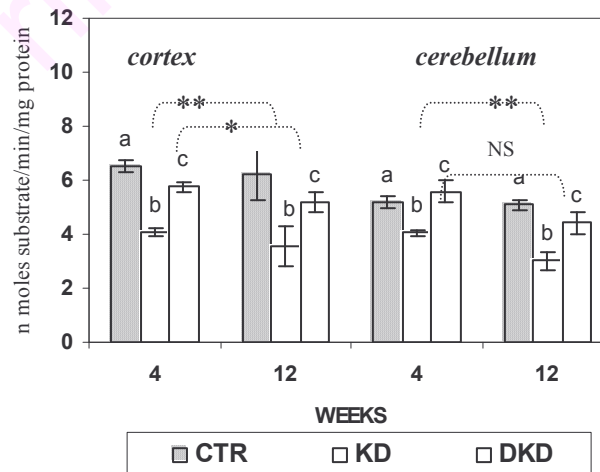 12
cortex
cerebellum
10
**
**
8
*
NS
a
c
a
c
a
6
b
c
b
b
c
b
4
2
0
4
12
4
12
n moles substrate/min/mg protein
WEEKS
CTR
KD
DKD